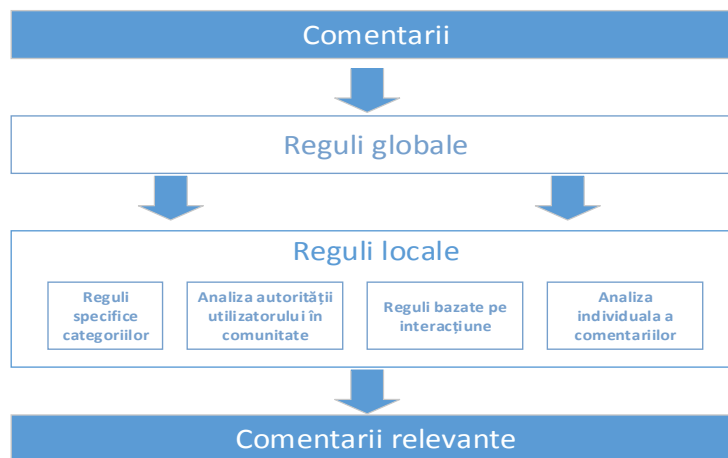 Comentarii
Reguli globale
Reguli locale
Reguli
specifice
categoriilor
Analiza autorității
utilizatorului în
comunitate
Reguli bazate pe
interacțiune
Analiza
individuala a
comentariilor
Comentarii relevante